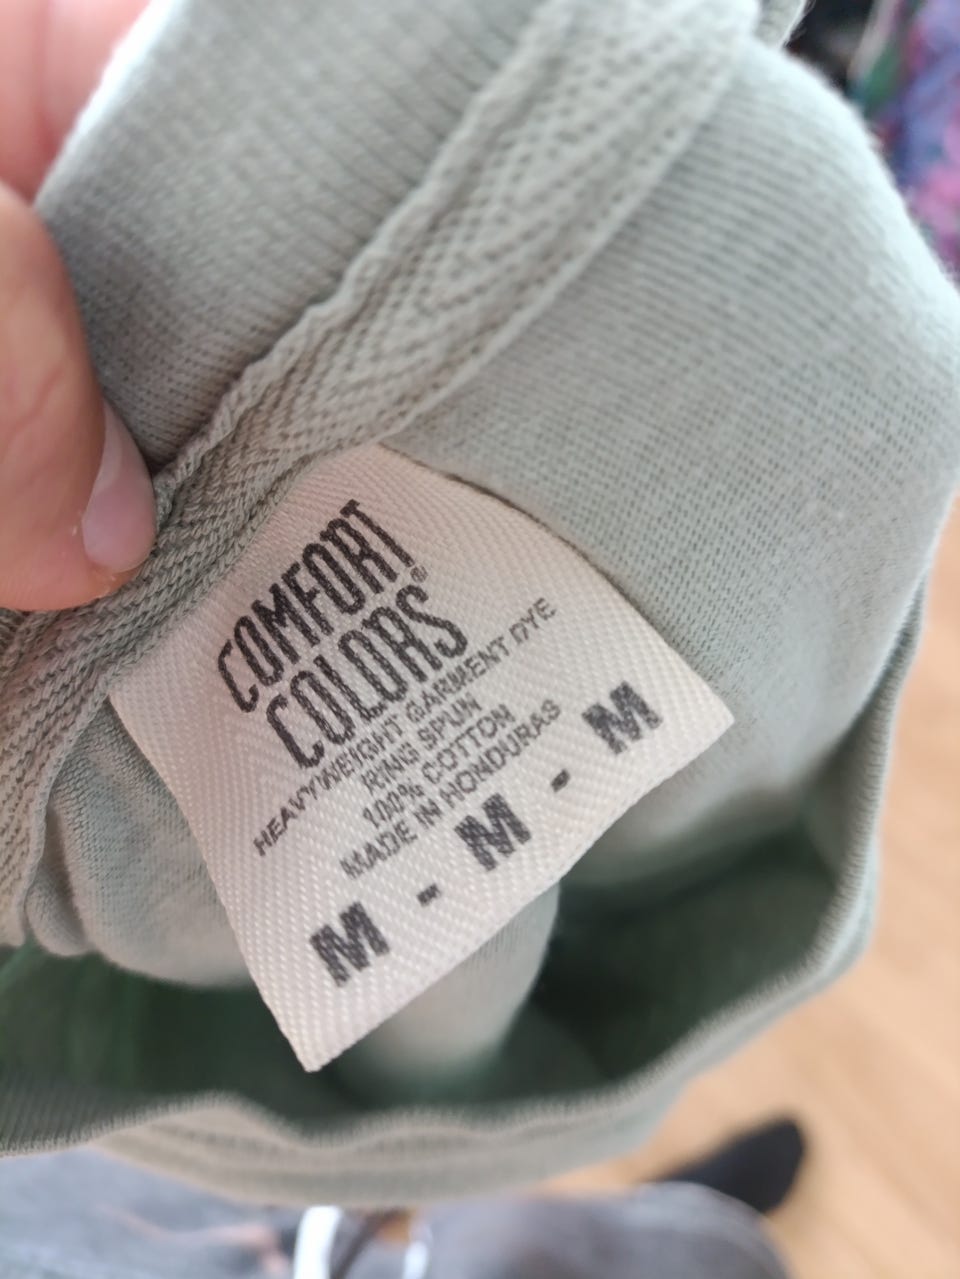 COMFORT
COLORS®
HEAVYWEIGHT GARMENT DYE
RING SPUN
100% COTTON
MADE IN HONDURAS
M - M - M